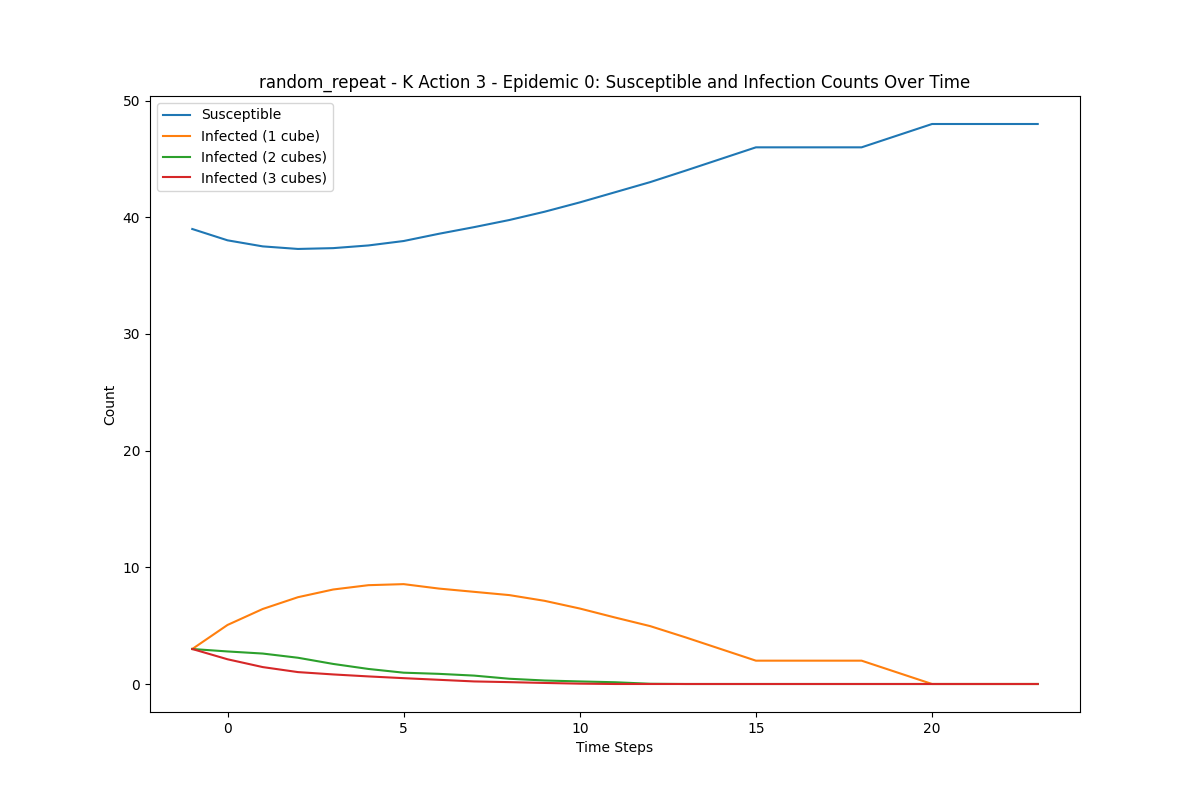 random_repeat - K Action 3 - Epidemic 0: Susceptible and Infection Counts Over Time
Susceptible
Infected (1 cube)
Infected (2 cubes)
Infected (3 cubes)
50
40
30
20
10
0
Count
0 5 10 15 20
Time Steps